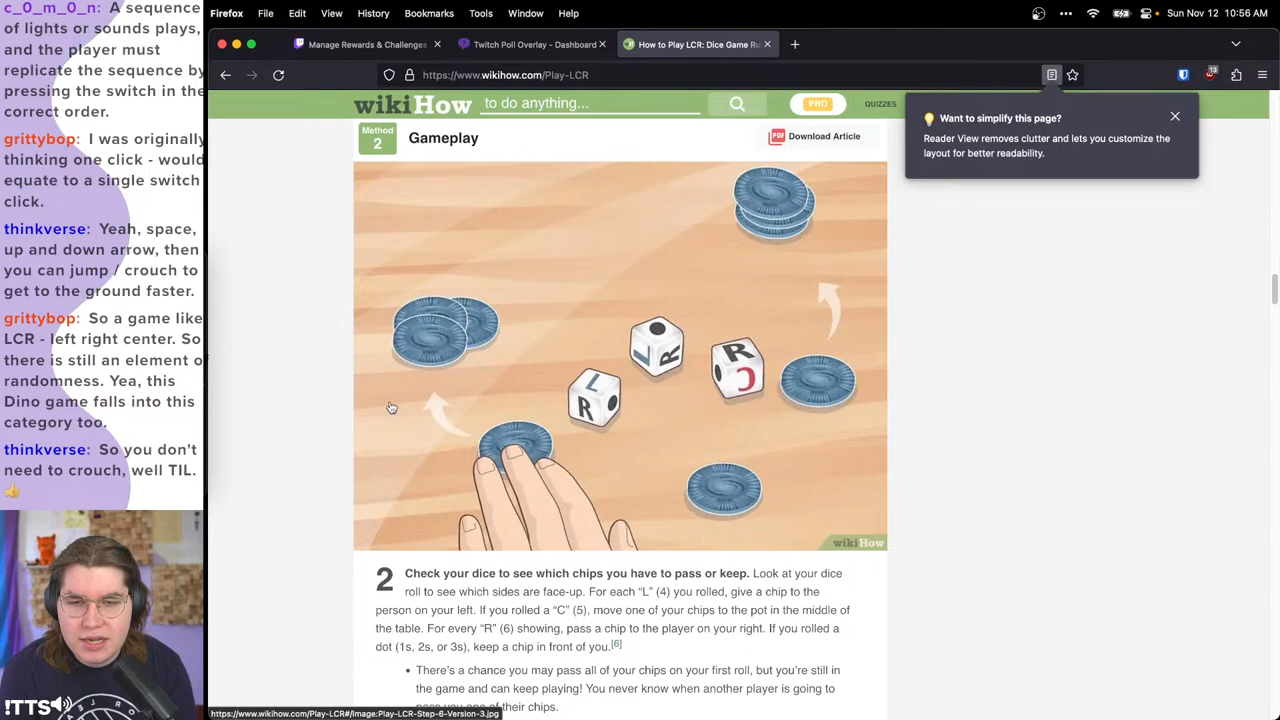 c_0_m_0_n: A sequence
of lights or sounds plays,
and the player must
replicate the sequence by
pressing the switch in the
correct order.
grittybop: I was originally
thinking one click - would
equate to a single switch
click.
thinkverse: Yeah, space,
up and down arrow, then
you can jump / crouch to
get to the ground faster.
grittybop: So a game like
LCR - left right center. So
there is still an element of
randomness. Yea, this
Dino game falls into this
category too.
thinkverse: So you don't
need to crouch, well TIL.
👍
!TTS
Firefox File Edit View History Bookmarks Tools Window Help
Sun Nov 12 10:56 AM
Manage Rewards & Challenges
Twitch Poll Overlay - Dashboard
How to Play LCR: Dice Game Ru
https://www.wikihow.com/Play-LCR
13
wikiHow to do anything...
PRO
QUIZZES
Want to simplify this page?
Reader View removes clutter and lets you customize the
layout for better readability.
Method
2
Gameplay
PDF
Download Article
L
R
L
R
R
C
wikiHow
2 Check your dice to see which chips you have to pass or keep. Look at your dice
roll to see which sides are face-up. For each “L” (4) you rolled, give a chip to the
person on your left. If you rolled a “C” (5), move one of your chips to the pot in the middle of
the table. For every “R” (6) showing, pass a chip to the player on your right. If you rolled a
dot (1s, 2s, or 3s), keep a chip in front of you.[6]
• There’s a chance you may pass all of your chips on your first roll, but you’re still in
the game and can keep playing! You never know when another player is going to
pass you one of their chips.
https://www.wikihow.com/Play-LCR#/Image:Play-LCR-Step-6-Version-3.jpg